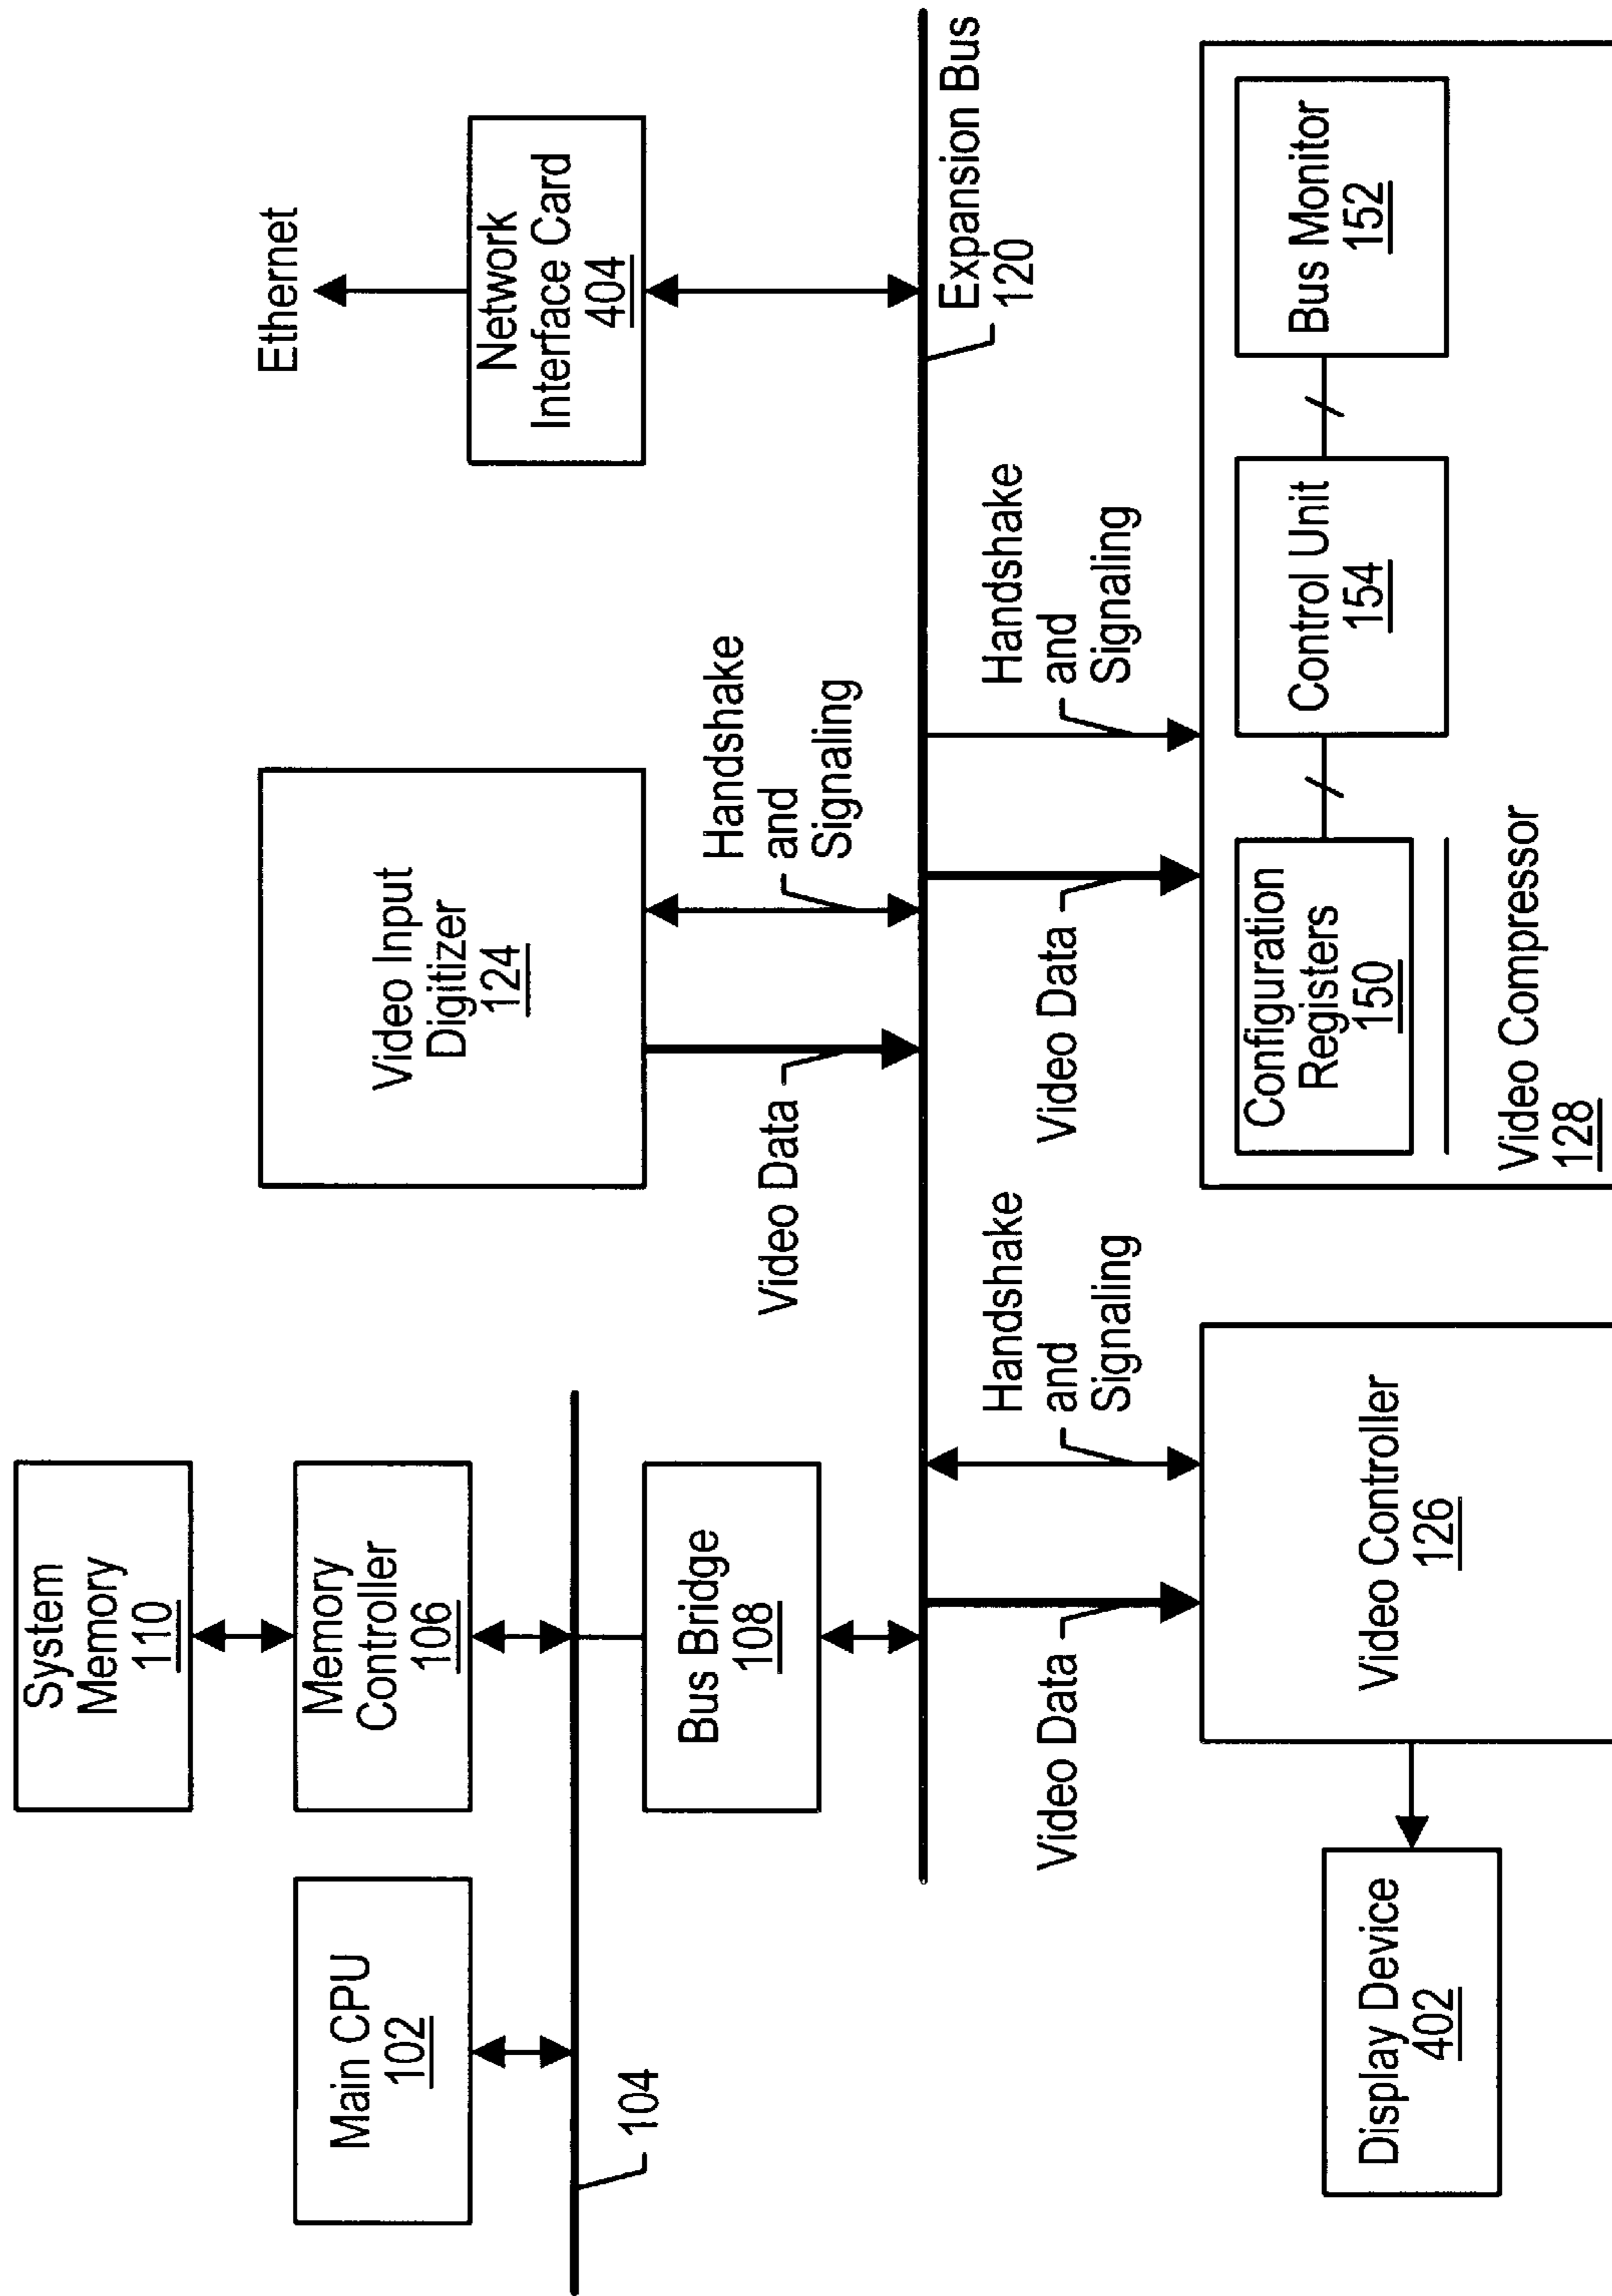 System
Memory
110
Main CPU
102
Memory
Controller
106
104
Bus Bridge
108
Video Input
Digitizer
124
Ethernet
Network
Interface Card
404
Video Data
Handshake
and
Signaling
Expansion Bus
120
Video Data
Handshake
and
Signaling
Video Data
Handshake
and
Signaling
Display Device
402
Video Controller
126
Configuration
Registers
150
Control Unit
154
Bus Monitor
152
Video Compressor
128